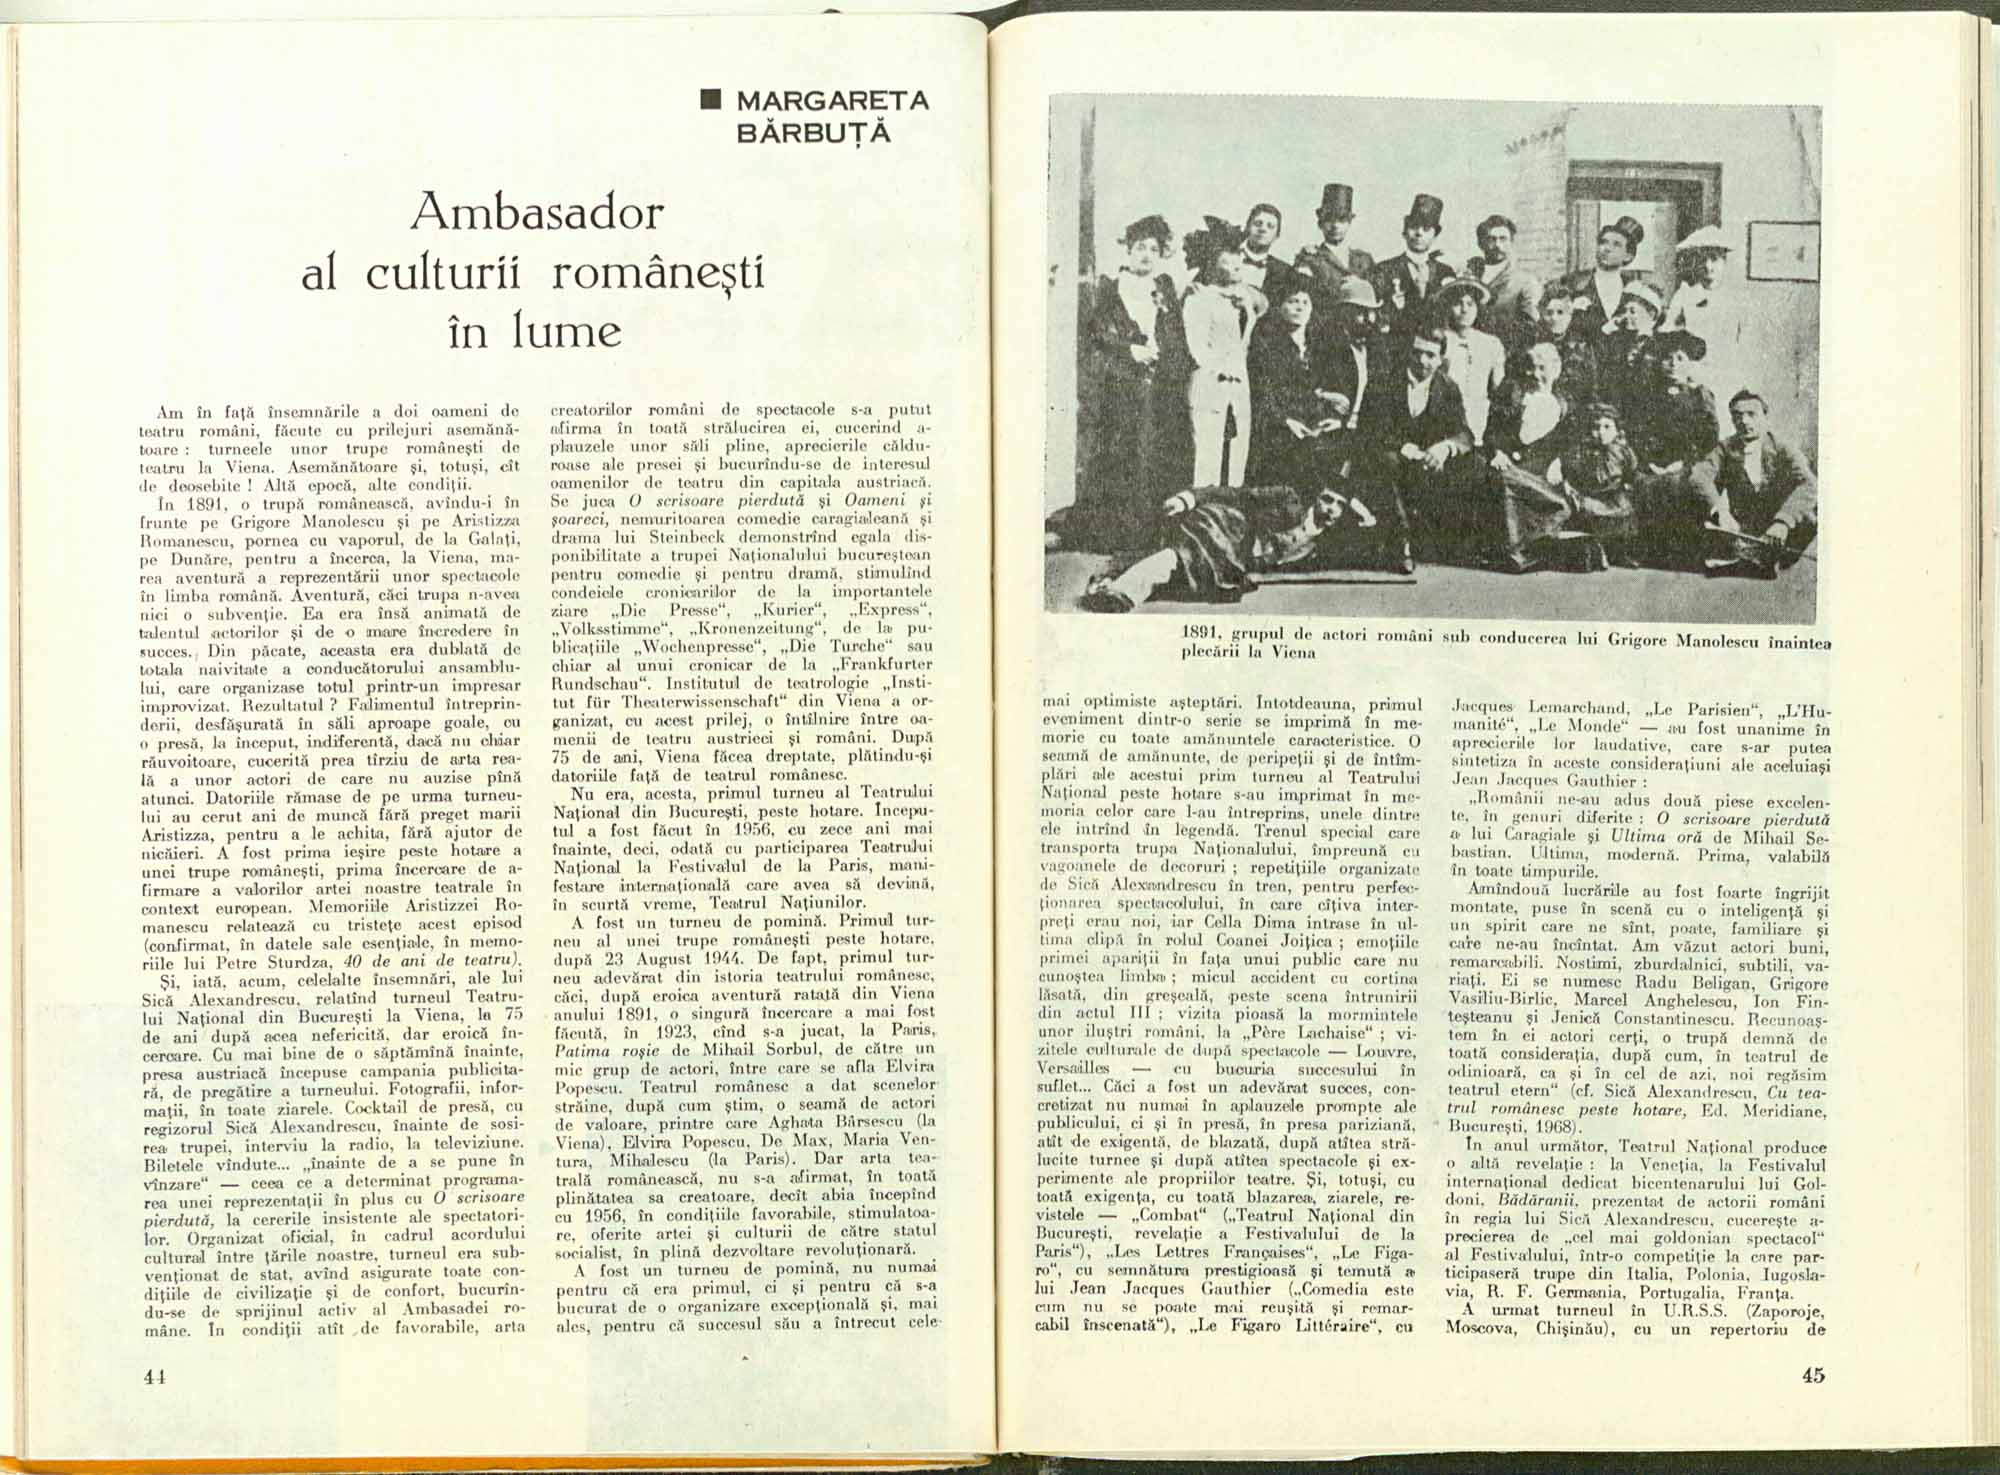 ■ MARGARETA
BĂRBUȚĂ
Ambasador
al culturii românești
în lume
Am în față însemnările a doi oameni de
teatru români, făcute cu prilejuri asemănă-
toare : turneele unor trupe românești de
teatru la Viena. Asemănătoare și, totuși, cît
de deosebite ! Altă epocă, alte condiții.
In 1891, o trupă românească, avîndu-i în
frunte pe Grigore Manolescu și pe Aristizza
Romanescu, pornea cu vaporul, de la Galați,
pe Dunăre, pentru a încerca, la Viena, ma-
rea aventură a reprezentării unor spectacole
în limba română. Aventură, căci trupa n-avea
nici o subvenție. Ea era însă animată de
talentul actorilor și de o mare încredere în
succes. Din păcate, aceasta era dublată de
totala naivitate a conducătorului ansamblu-
lui, care organizase totul printr-un impresar
improvizat. Rezultatul ? Falimentul întreprin-
derii, desfășurată în săli aproape goale, cu
o presă, la început, indiferentă, dacă nu chiar
răuvoitoare, cucerită prea tîrziu de arta rea-
lă a unor actori de care nu auzise pînă
atunci. Datoriile rămase de pe urma turneu-
lui au cerut ani de muncă fără preget marii
Aristizza, pentru a le achita, fără ajutor de
nicăieri. A fost prima ieșire peste hotare a
unei trupe românești, prima încercare de a-
firmare a valorilor artei noastre teatrale în
context european. Memoriile Aristizzei Ro-
manescu relatează cu tristețe acest episod
(confirmat, în datele sale esențiale, în memo-
riile lui Petre Sturdza, 40 de ani de teatru).
Și, iată, acum, celelalte însemnări, ale lui
Sică Alexandrescu, relatînd turneul Teatru-
lui Național din București la Viena, la 75
de ani după acea nefericită, dar eroică în-
cercare. Cu mai bine de o săptămînă înainte,
presa austriacă începuse campania publicita-
ră, de pregătire a turneului. Fotografii, infor-
mații, în toate ziarele. Cocktail de presă, cu
regizorul Sică Alexandrescu, înainte de sosi-
rea trupei, interviu la radio, la televiziune.
Biletele vîndute... „înainte de a se pune în
vînzare“ — ceea ce a determinat programa-
rea unei reprezentații în plus cu O scrisoare
pierdută, la cererile insistente ale spectatori-
lor. Organizat oficial, în cadrul acordului
cultural între țările noastre, turneul era sub-
venționat de stat, avînd asigurate toate con-
dițiile de civilizație și de confort, bucurîn-
du-se de sprijinul activ al Ambasadei ro-
mâne. In condiții atît de favorabile, arta
creatorilor români de spectacole s-a putut
afirma în toată strălucirea ei, cucerind a-
plauzele unor săli pline, aprecierile căldu-
roase ale presei și bucurîndu-se de interesul
oamenilor de teatru din capitala austriacă.
Se juca O scrisoare pierdută și Oameni și
șoareci, nemuritoarea comedie caragialeană și
drama lui Steinbeck demonstrînd egala dis-
ponibilitate a trupei Naționalului bucureștean
pentru comedie și pentru dramă, stimulînd
condeiele cronicarilor de la importantele
ziare „Die Presse“, „Kurier“, „Express“,
„Volksstimme“, „Kronenzeitung“, de la pu-
blicațiile „Wochenpresse“, „Die Turche“ sau
chiar al unui cronicar de la „Frankfurter
Rundschau“. Institutul de teatrologie „Insti-
tut für Theaterwissenschaft“ din Viena a or-
ganizat, cu acest prilej, o întîlnire între oa-
menii de teatru austrieci și români. După
75 de ani, Viena făcea dreptate, plătindu-și
datoriile față de teatrul românesc.
Nu era, acesta, primul turneu al Teatrului
Național din București, peste hotare. Incepu-
tul a fost făcut în 1956, cu zece ani mai
înainte, deci, odată cu participarea Teatrului
Național la Festivalul de la Paris, mani-
festare internațională care avea să devină,
în scurtă vreme, Teatrul Națiunilor.
A fost un turneu de pomină. Primul tur-
neu al unei trupe românești peste hotare,
după 23 August 1944. De fapt, primul tur-
neu adevărat din istoria teatrului românesc,
căci, după eroica aventură ratată din Viena
anului 1891, o singură încercare a mai fost
făcută, în 1923, cînd s-a jucat, la Paris,
Patima roșie de Mihail Sorbul, de către un
mic grup de actori, între care se afla Elvira
Popescu. Teatrul românesc a dat scenelor
străine, după cum știm, o seamă de actori
de valoare, printre care Aghata Bârsescu (la
Viena), Elvira Popescu, De Max, Maria Ven-
tura, Mihalescu (la Paris). Dar arta tea-
trală românească, nu s-a afirmat, în toată
plinătatea sa creatoare, decît abia începînd
cu 1956, în condițiile favorabile, stimulatoa-
re, oferite artei și culturii de către statul
socialist, în plină dezvoltare revoluționară.
A fost un turneu de pomină, nu numai
pentru că era primul, ci și pentru că s-a
bucurat de o organizare excepțională și, mai
ales, pentru că succesul său a întrecut cele
44
1891, grupul de actori români sub conducerea lui Grigore Manolescu înaintea
plecării la Viena
mai optimiste așteptări. Intotdeauna, primul
eveniment dintr-o serie se imprimă în me-
morie cu toate amănuntele caracteristice. O
seamă de amănunte, de peripeții și de întîm-
plări ale acestui prim turneu al Teatrului
Național peste hotare s-au imprimat în me-
moria celor care l-au întreprins, unele dintre
ele intrînd în legendă. Trenul special care
transporta trupa Naționalului, împreună cu
vagoanele de decoruri ; repetițiile organizate
de Sică Alexandrescu în tren, pentru perfec-
ționarea spectacolului, în care cîțiva inter-
preți erau noi, iar Cella Dima intrase în ul-
tima clipă în rolul Coanei Joițica ; emoțiile
primei apariții în fața unui public care nu
cunoștea limba ; micul accident cu cortina
lăsată, din greșeală, peste scena întrunirii
din actul III ; vizita pioasă la mormintele
unor iluștri români, la „Père Lachaise“ ; vi-
zitele culturale de după spectacole — Louvre,
Versailles — cu bucuria succesului în
suflet... Căci a fost un adevărat succes, con-
cretizat nu numai în aplauzele prompte ale
publicului, ci și în presă, în presa pariziană,
atît de exigentă, de blazată, după atîtea stră-
lucite turnee și după atîtea spectacole și ex-
perimente ale propriilor teatre. Și, totuși, cu
toată exigența, cu toată blazarea, ziarele, re-
vistele — „Combat“ („Teatrul Național din
București, revelație a Festivalului de la
Paris“), „Les Lettres Françaises“, „Le Figa-
ro“, cu semnătura prestigioasă și temută a
lui Jean Jacques Gauthier („Comedia este
cum nu se poate mai reușită și remar-
cabil înscenată“), „Le Figaro Littéraire“, cu
Jacques Lemarchand, „Le Parisien“, „L'Hu-
manité“, „Le Monde“ — au fost unanime în
aprecierile lor laudative, care s-ar putea
sintetiza în aceste considerațiuni ale aceluiași
Jean Jacques Gauthier :
„Românii ne-au adus două piese excelen-
te, în genuri diferite : O scrisoare pierdută
a lui Caragiale și Ultima oră de Mihail Se-
bastian. Ultima, modernă. Prima, valabilă
în toate timpurile.
Amîndouă lucrările au fost foarte îngrijit
montate, puse în scenă cu o inteligență și
un spirit care ne sînt, poate, familiare și
care ne-au încîntat. Am văzut actori buni,
remarcabili. Nostimi, zburdalnici, subtili, va-
riați. Ei se numesc Radu Beligan, Grigore
Vasiliu-Birlic, Marcel Anghelescu, Ion Fin-
teșteanu și Jenică Constantinescu. Recunoaș-
tem în ei actori cerți, o trupă demnă de
toată considerația, după cum, în teatrul de
odinioară, ca și în cel de azi, noi regăsim
teatrul etern“ (cf. Sică Alexandrescu, Cu tea-
trul românesc peste hotare, Ed. Meridiane,
București, 1968).
In anul următor, Teatrul Național produce
o altă revelație : la Veneția, la Festivalul
internațional dedicat bicentenarului lui Gol-
doni, Bădăranii, prezentat de actorii români
în regia lui Sică Alexandrescu, cucerește a-
precierea de „cel mai goldonian spectacol“
al Festivalului, într-o competiție la care par-
ticipaseră trupe din Italia, Polonia, Iugosla-
via, R. F. Germania, Portugalia, Franța.
A urmat turneul în U.R.S.S. (Zaporoje,
Moscova, Chișinău), cu un repertoriu de
45